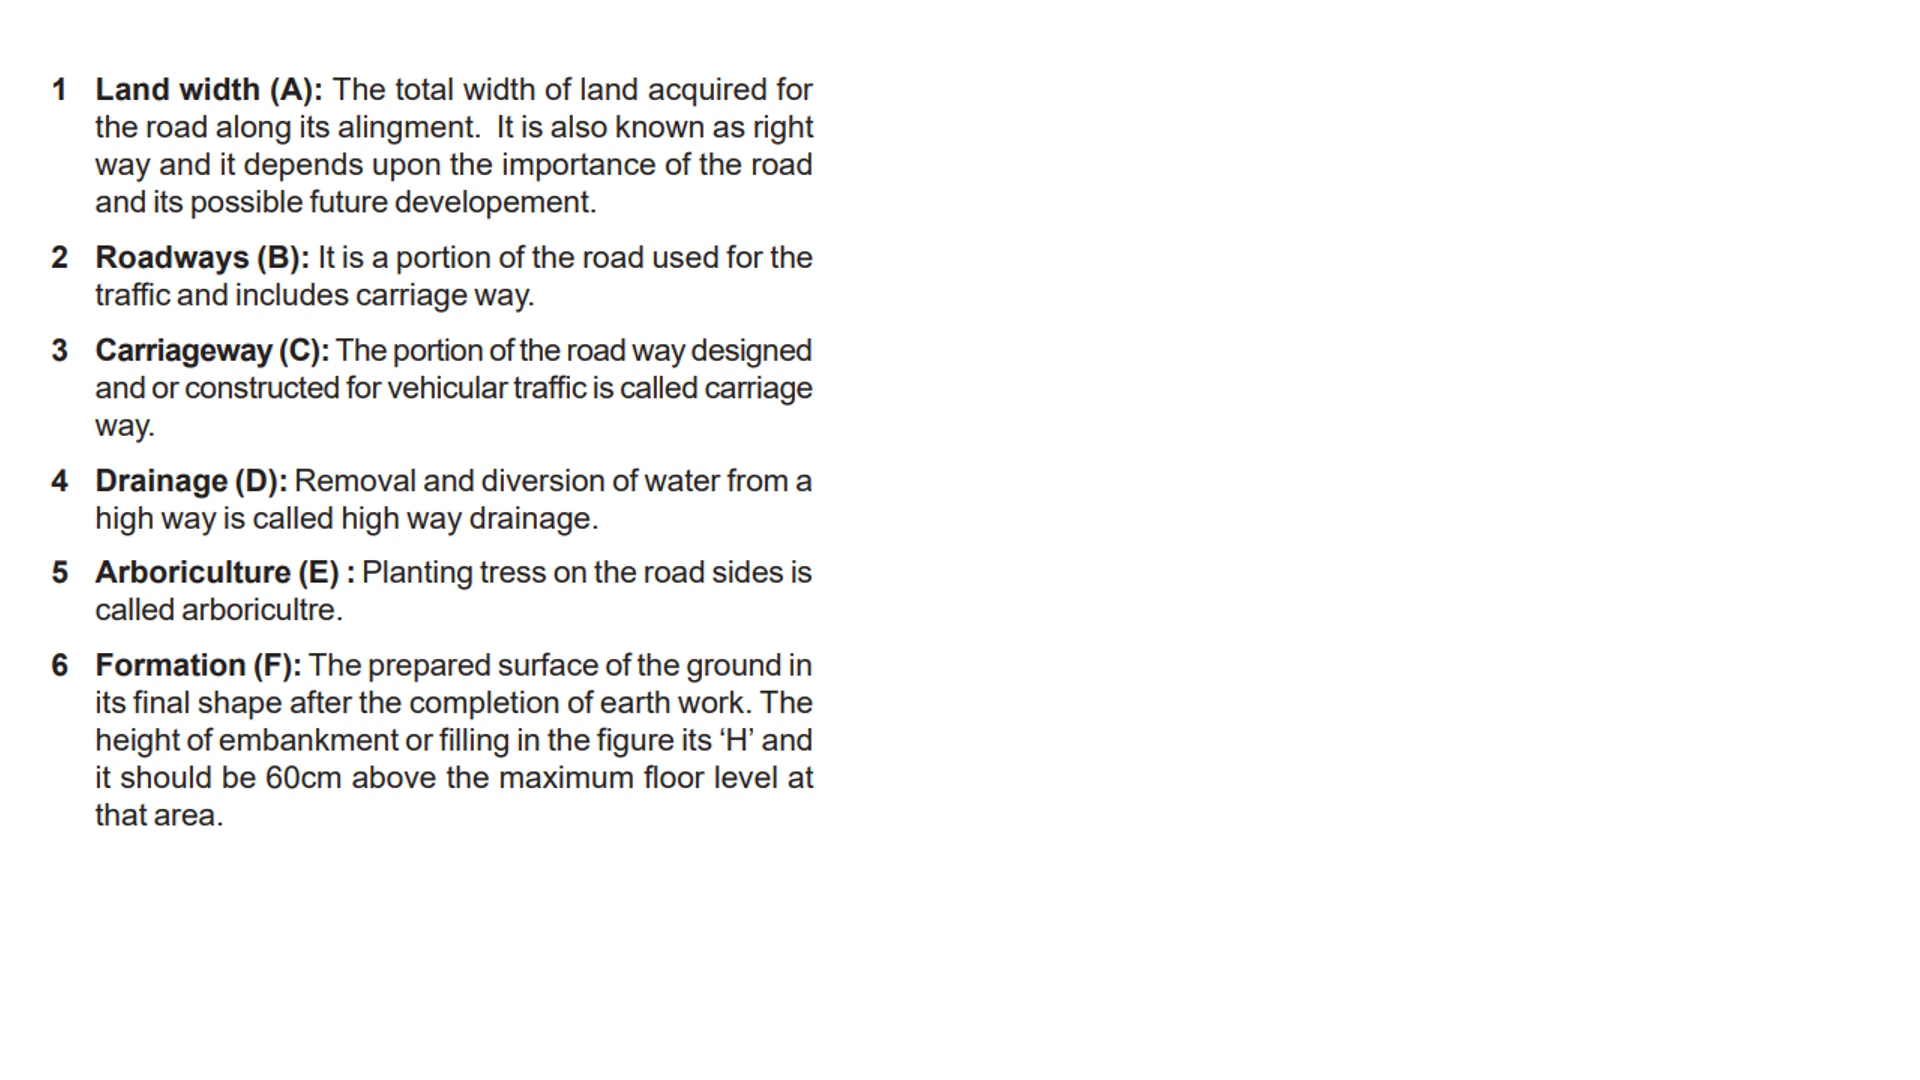 1 Land width (A): The total width of land acquired for
the road along its alingment. It is also known as right
way and it depends upon the importance of the road
and its possible future developement.
2 Roadways (B): It is a portion of the road used for the
traffic and includes carriage way.
3 Carriageway (C): The portion of the road way designed
and or constructed for vehicular traffic is called carriage
way.
4 Drainage (D): Removal and diversion of water from a
high way is called high way drainage.
5 Arboriculture (E) : Planting tress on the road sides is
called arboricultre.
6 Formation (F): The prepared surface of the ground in
its final shape after the completion of earth work. The
height of embankment or filling in the figure its ‘H’ and
it should be 60cm above the maximum floor level at
that area.